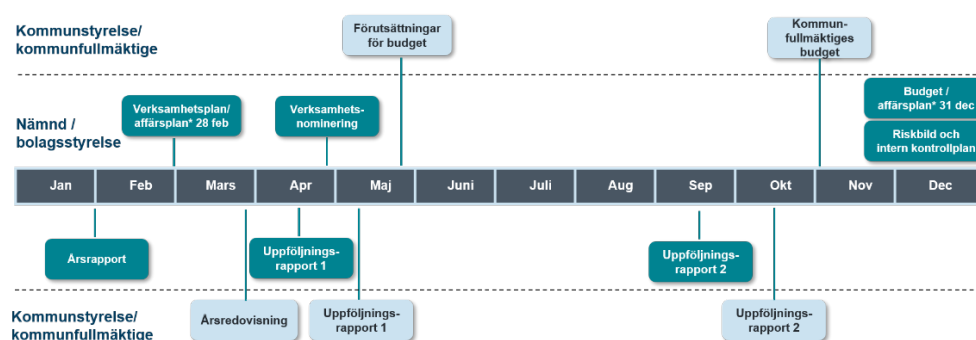 Kommunstyrelse/
kommunfullmäktige
Förutsättningar
för budget
Kommun-
fullmäktiges
budget
Nämnd /
bolagsstyrelse
Verksamhetsplan/
affärsplan* 28 feb
Verksamhets-
nominering
Budget /
affärsplan* 31 dec
Riskbild och
intern kontrollplan
Jan Feb Mars Apr Maj Juni Juli Aug Sep Okt Nov Dec
Årsrapport
Uppföljnings-
rapport 1
Uppföljnings-
rapport 2
Kommunstyrelse/
kommunfullmäktige
Årsredovisning
Uppföljnings-
rapport 1
Uppföljnings-
rapport 2